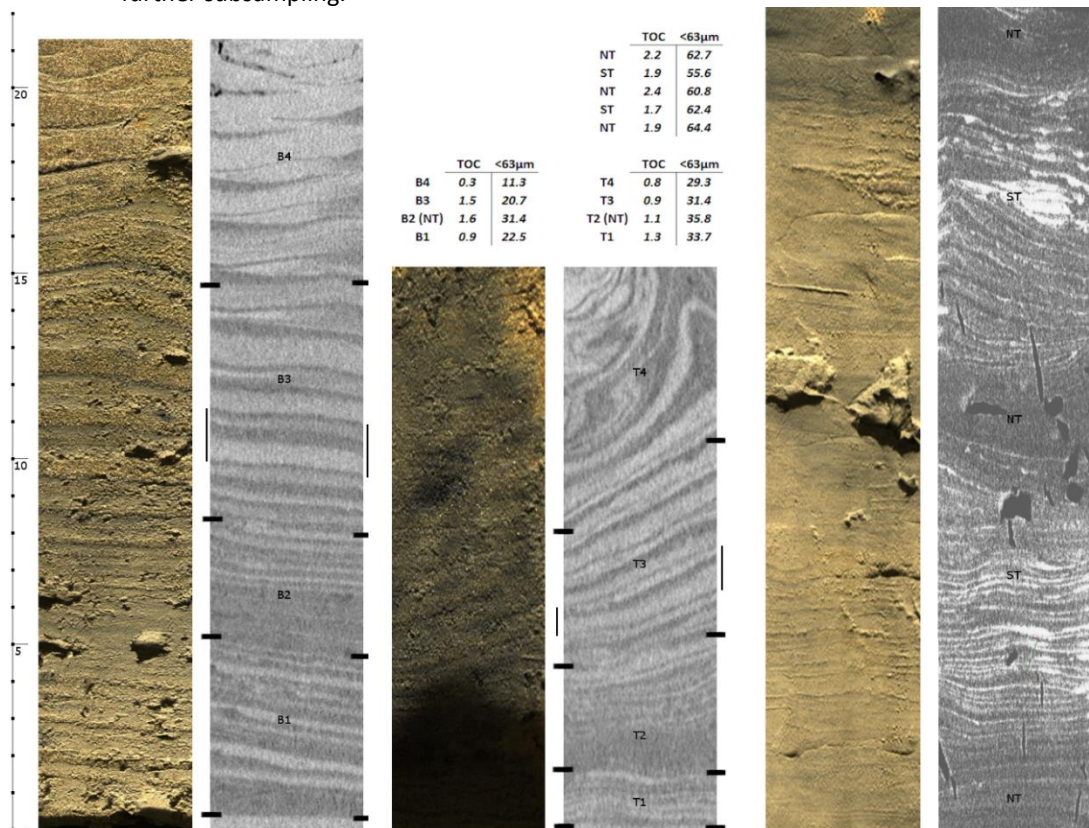 further subsampling.
TOC <63µm
NT 2.2 62.7
ST 1.9 55.6
NT 2.4 60.8
ST 1.7 62.4
NT 1.9 64.4
TOC <63µm
B4 0.3 11.3
B3 1.5 20.7
B2 (NT) 1.6 31.4
B1 0.9 22.5
TOC <63µm
T4 0.8 29.3
T3 0.9 31.4
T2 (NT) 1.1 35.8
T1 1.3 33.7
20
15
10
5
B4
B3
B2
B1
T4
T3
T2
T1
NT
ST
NT
ST
NT